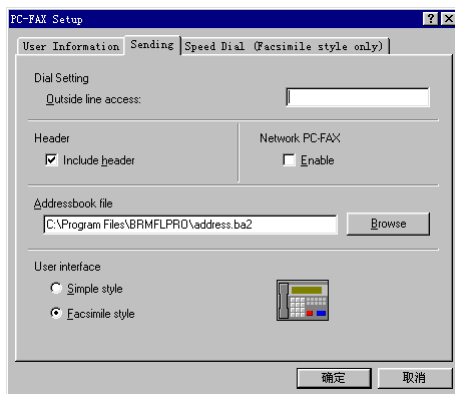 PC-FAX Setup
User Information Sending Speed Dial (Facsimile style only)
Dial Setting
Outside line access:
Header Network PC-FAX
Include header Enable
Addressbook file
C:\Program Files\BRMFLPRO\address.ba2 Browse
User interface
Simple style
Facsimile style
确定 取消